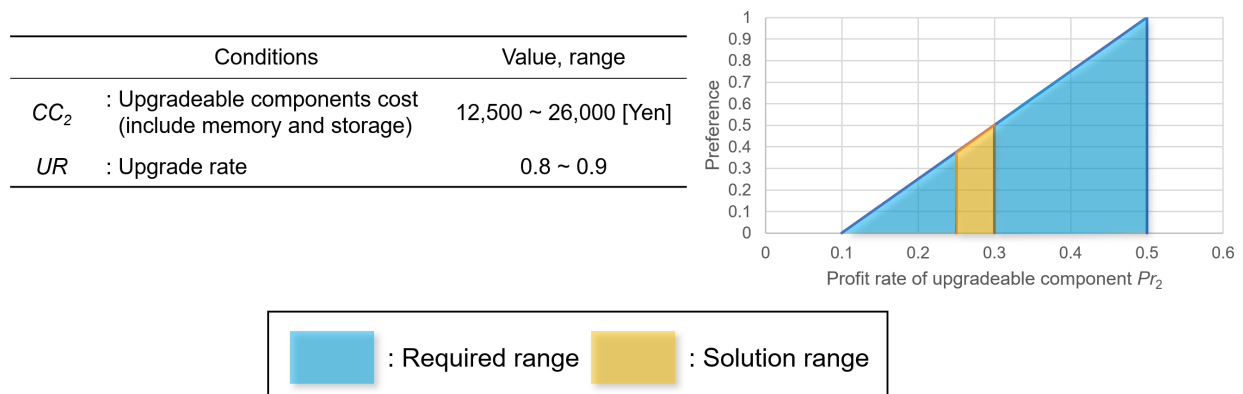 Conditions Value, range
CC2 : Upgradeable components cost 12,500 ~ 26,000 [Yen]
(include memory and storage)
UR : Upgrade rate 0.8 ~ 0.9
1
0.9
0.8
0.7
0.6
0.5
0.4
0.3
0.2
0.1
0
Preference
0 0.1 0.2 0.3 0.4 0.5 0.6
Profit rate of upgradeable component Pr2
: Required range : Solution range